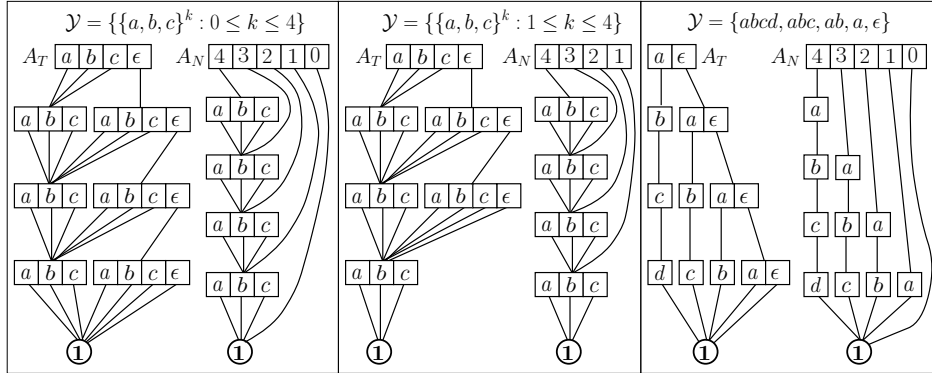 𝒴 = {{a, b, c}ᵏ : 0 ≤ k ≤ 4}
A_T a b c ϵ
a b c a b c ϵ
a b c a b c ϵ
a b c a b c ϵ
1
A_N 4 3 2 1 0
a b c
a b c
a b c
a b c
1
𝒴 = {{a, b, c}ᵏ : 1 ≤ k ≤ 4}
A_T a b c ϵ
a b c a b c ϵ
a b c a b c ϵ
a b c
1
A_N 4 3 2 1
a b c
a b c
a b c
a b c
1
𝒴 = {abcd, abc, ab, a, ϵ}
a ϵ A_T
b a ϵ
c b a ϵ
d c b a ϵ
1
A_N 4 3 2 1 0
a
b a
c b a
d c b a
1